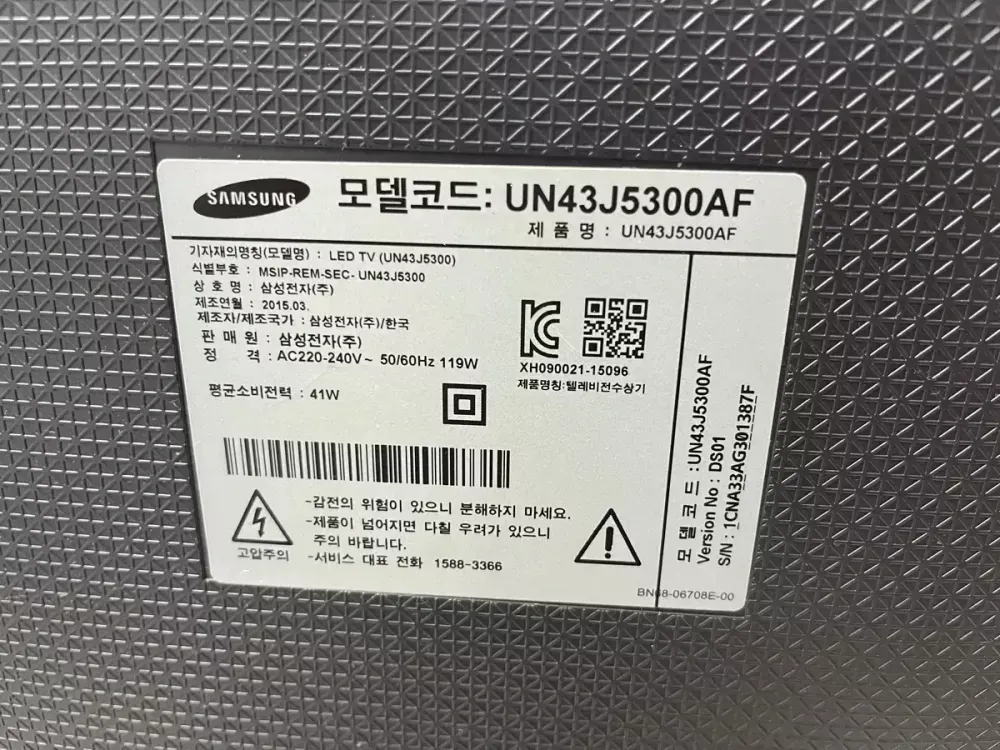 SAMSUNG
모델코드: UN43J5300AF
제 품 명 : UN43J5300AF
기자재의명칭(모델명) : LED TV (UN43J5300)
식별부호 : MSIP-REM-SEC- UN43J5300
상 호 명 : 삼성전자(주)
제조연월 : 2015.03.
제조자/제조국가 : 삼성전자(주)/한국
판 매 원 : 삼성전자(주)
정 격 : AC220-240V~ 50/60Hz 119W
평균소비전력 : 41W
XH090021-15096
제품명칭:텔레비전수상기
고압주의
-감전의 위험이 있으니 분해하지 마세요.
-제품이 넘어지면 다칠 우려가 있으니
주의 바랍니다.
-서비스 대표 전화 1588-3366
모 델 코 드 :UN43J5300AF
Version No : DS01
S/N : 1CNA33AG301387F
BN68-06708E-00